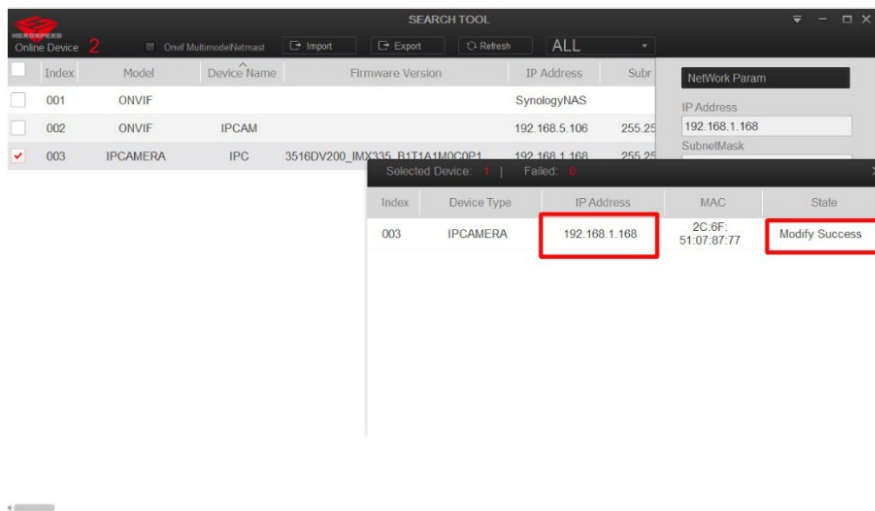 SEARCH TOOL
HEROSPEED
Online Device 2 Onvif MultimodelNetmast Import Export Refresh ALL
Index Model Device Name Firmware Version IP Address Subr
NetWork Param
001 ONVIF SynologyNAS
IP Address
002 ONVIF IPCAM 192.168.5.106 255.25
192.168.1.168
SubnetMask
003 IPCAMERA IPC 3516DV200_IMX335_B1T1A1M0C0P1 192.168.1.168 255.25
Selected Device: 1 | Failed: 0
Index Device Type IP Address MAC State
003 IPCAMERA 192.168.1.168 2C:6F: Modify Success
51:07:87:77